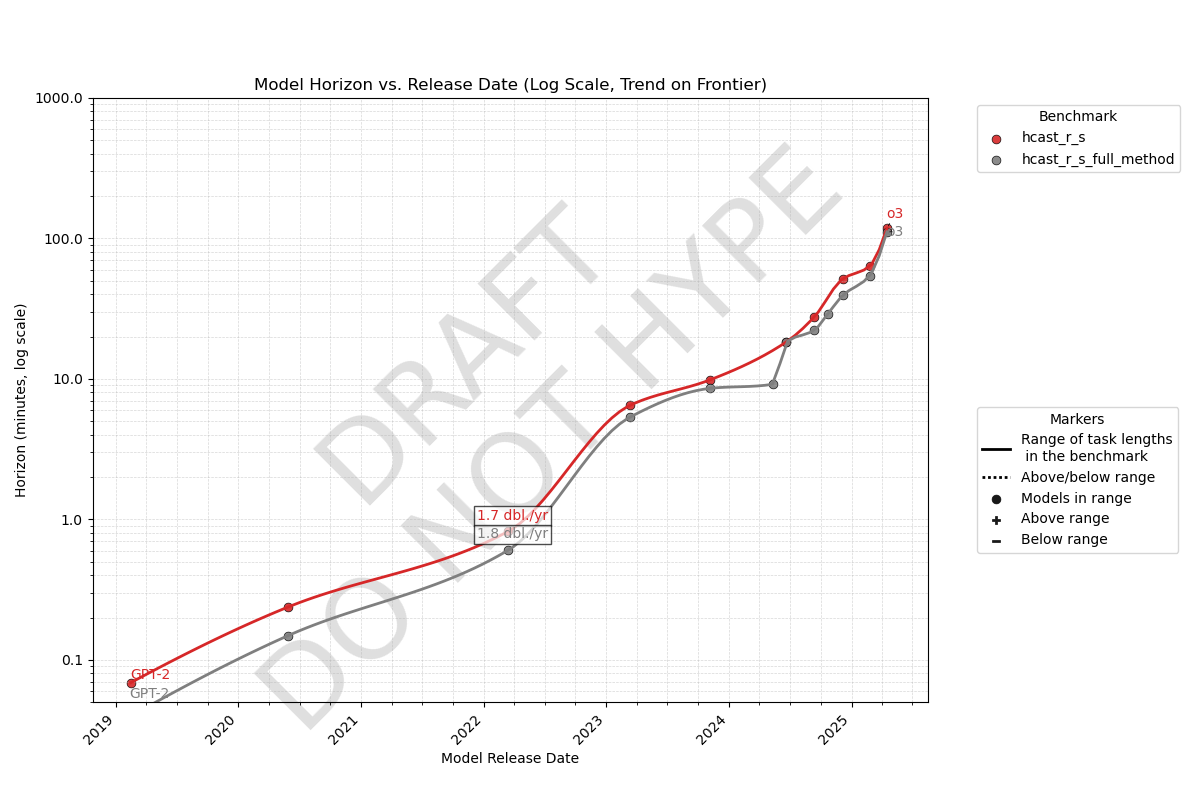 Model Horizon vs. Release Date (Log Scale, Trend on Frontier)
1000.0
100.0
10.0
1.0
0.1
Horizon (minutes, log scale)
DRAFT
DO NOT HYPE
o3
o3
1.7 dbl./yr
1.8 dbl./yr
GPT-2
GPT-2
2019
2020
2021
2022
2023
2024
2025
Model Release Date
Benchmark
hcast_r_s
hcast_r_s_full_method
Markers
Range of task lengths
in the benchmark
Above/below range
Models in range
Above range
Below range